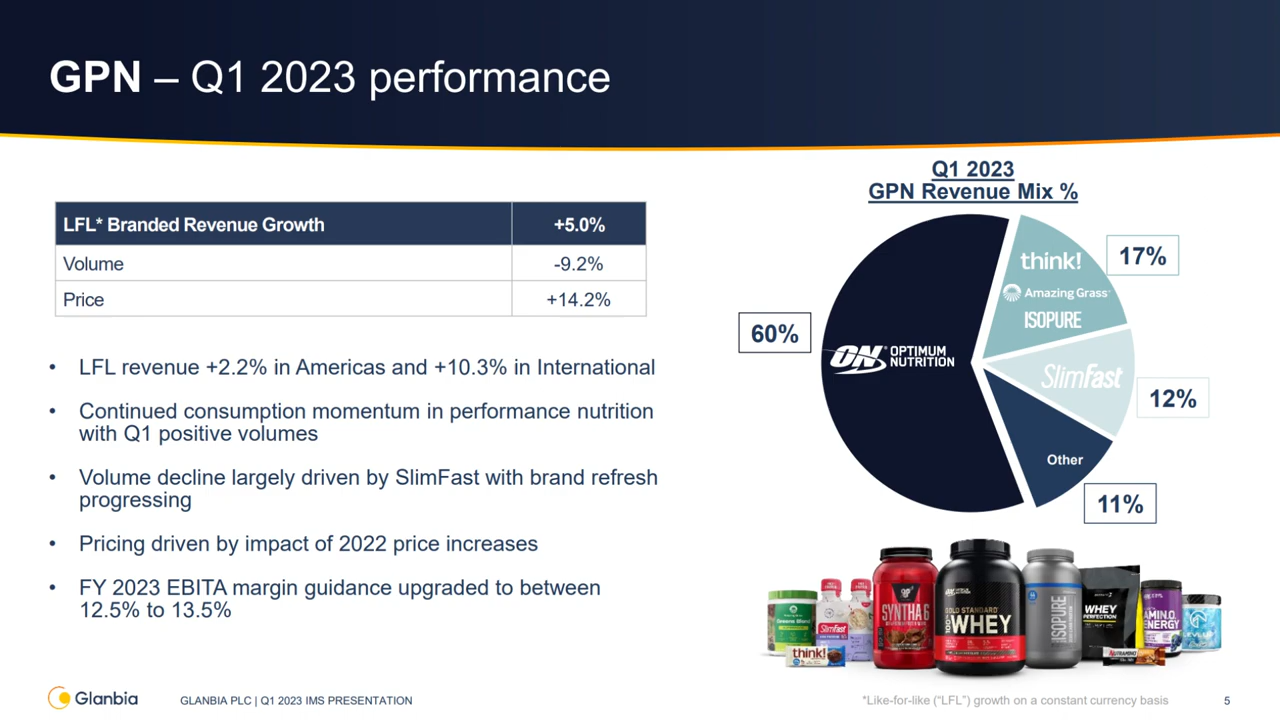 GPN – Q1 2023 performance
LFL* Branded Revenue Growth +5.0%
Volume -9.2%
Price +14.2%
• LFL revenue +2.2% in Americas and +10.3% in International
• Continued consumption momentum in performance nutrition
with Q1 positive volumes
• Volume decline largely driven by SlimFast with brand refresh
progressing
• Pricing driven by impact of 2022 price increases
• FY 2023 EBITA margin guidance upgraded to between
12.5% to 13.5%
Q1 2023
GPN Revenue Mix %
17%
think!
Amazing Grass
ISOPURE
60%
ON® OPTIMUM
NUTRITION
SlimFast
12%
Other
11%
SlimFast
think!
SYNTHA6
GOLD STANDARD
100% WHEY
ISOPURE
WHEY
PERFECTION
AMIN.O.
ENERGY
Glanbia
GLANBIA PLC | Q1 2023 IMS PRESENTATION
*Like-for-like (“LFL”) growth on a constant currency basis
5